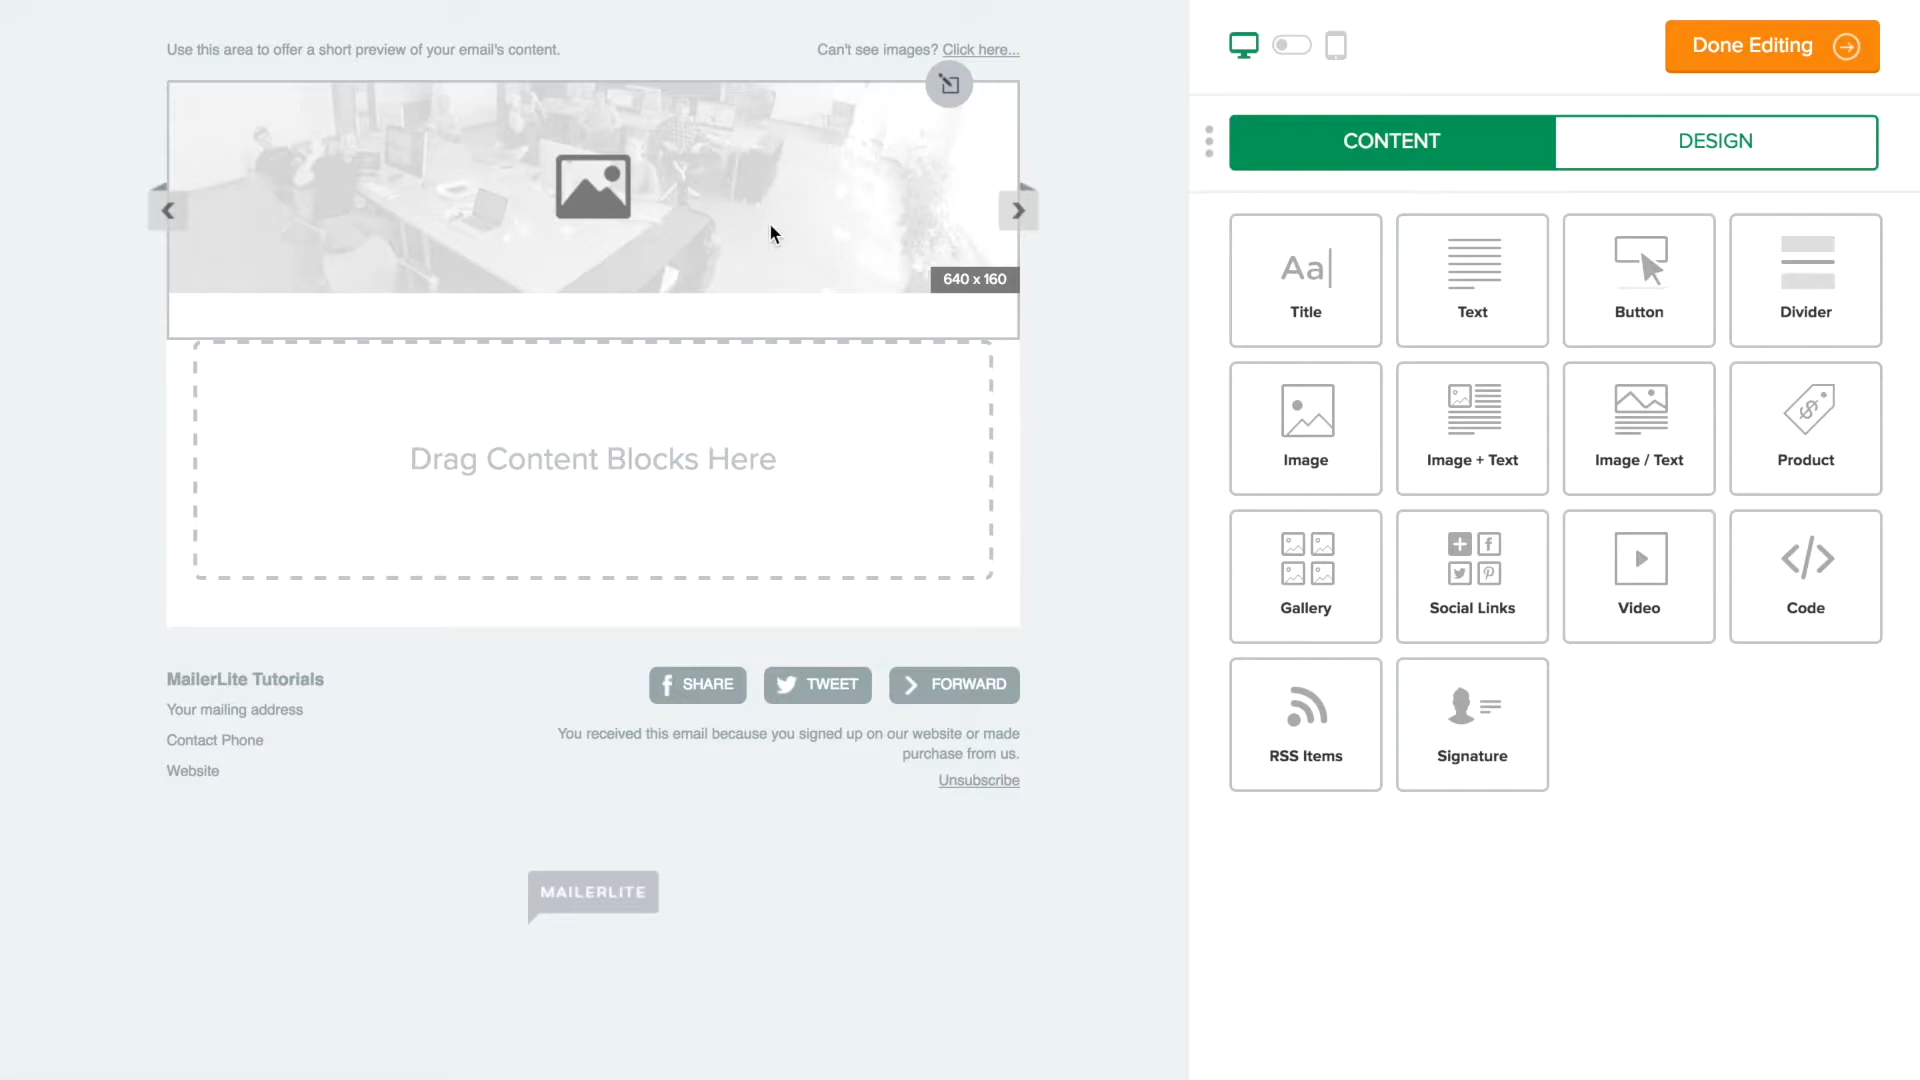 Use this area to offer a short preview of your email's content.
Can't see images? Click here...
Done Editing
CONTENT
DESIGN
640 x 160
Drag Content Blocks Here
Aa
Title
Text
Button
Divider
Image
Image + Text
Image / Text
$
Product
Gallery
Social Links
Video
</>
Code
RSS Items
Signature
MailerLite Tutorials
Your mailing address
Contact Phone
Website
SHARE
TWEET
FORWARD
You received this email because you signed up on our website or made
purchase from us.
Unsubscribe
MAILERLITE